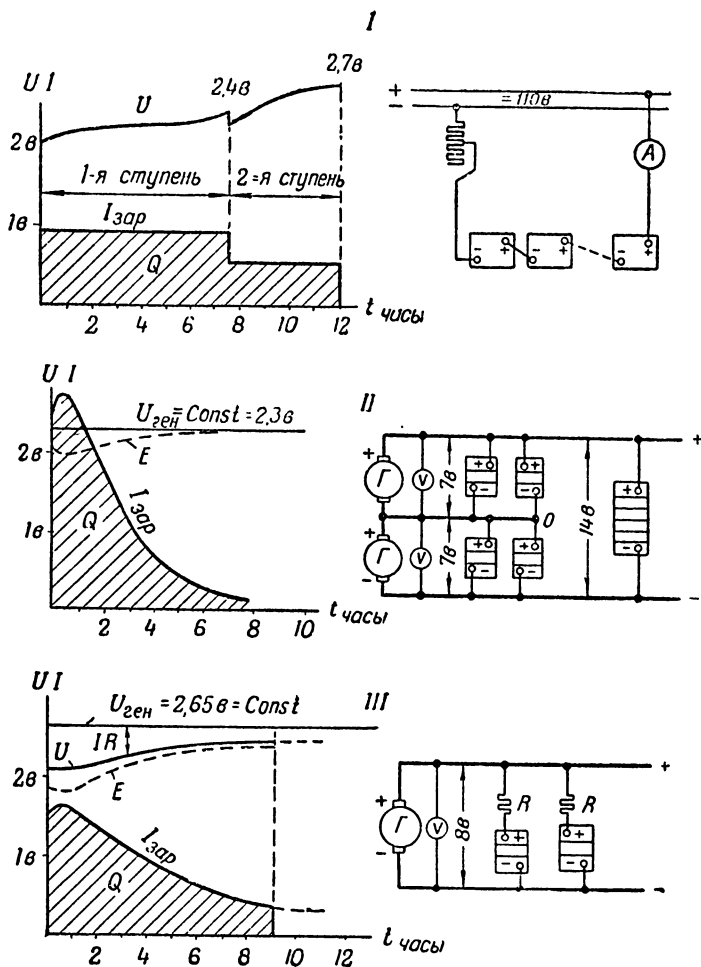 I
U I
2,4в
2,7в
U
2в
1-я ступень
2=я ступень
1в
Iзар
Q
2 4 6 8 10 12
t часы
+
−
=110в
A
− + − + − +
U I
Uген=Const=2,3в
2в
E
Iзар
1в
Q
2 4 6 8 10
t часы
II
+
+
Г
V
7в
+
−
+
−
0
Г
V
7в
+
−
+
−
−
14в
+
−
−
U I
Uген = 2,65в = Const
IR
U
2в
E
1в
Iзар
Q
2 4 6 8 10 12
t часы
III
+
+
Г
−
V
8в
R
R
+
−
+
−
−